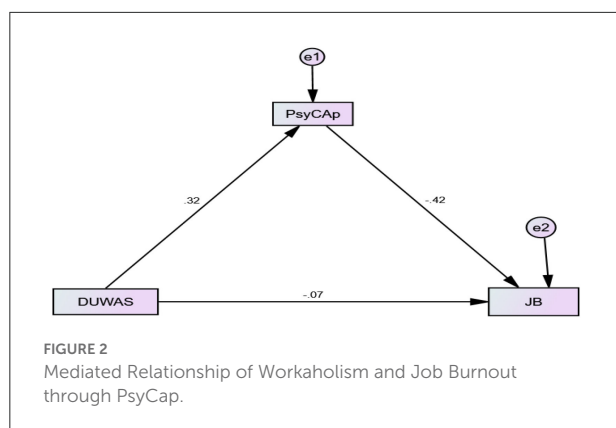 e1
PsyCAp
.32
-.42
e2
DUWAS
-.07
JB
FIGURE 2
Mediated Relationship of Workaholism and Job Burnout
through PsyCap.